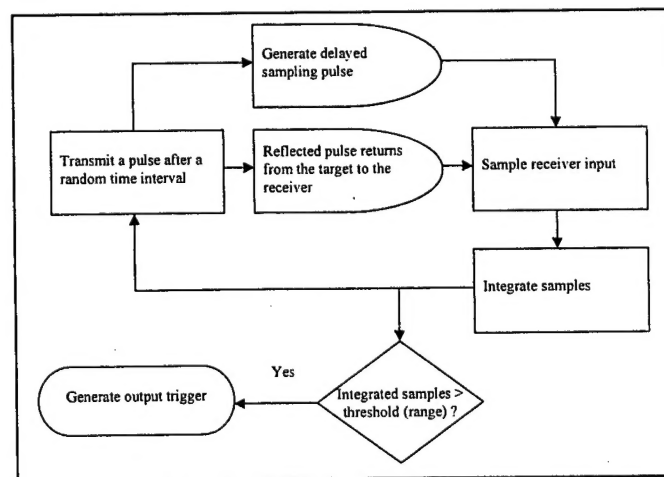 Generate delayed
sampling pulse
Transmit a pulse after a
random time interval
Reflected pulse returns
from the target to the
receiver
Sample receiver input
Integrate samples
Yes
Generate output trigger
Integrated samples >
threshold (range) ?